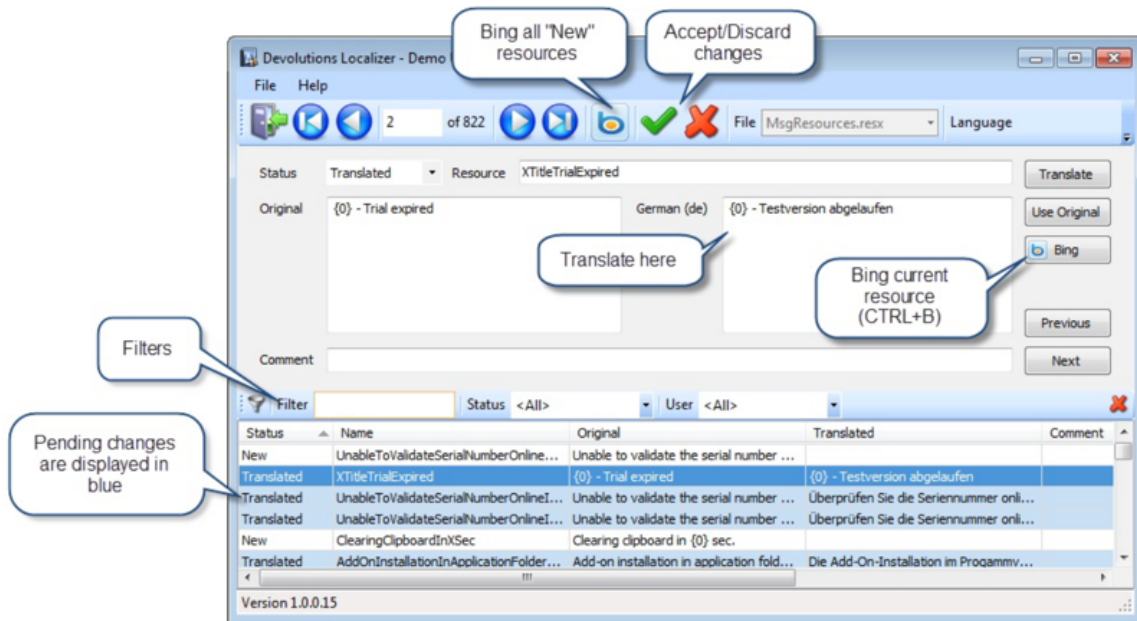 Bing all "New"
resources
Accept/Discard
changes
Devolutions Localizer - Demo
File Help
2 of 822 File MsgResources.resx Language
Status Translated Resource XTitleTrialExpired Translate
Original {0} - Trial expired German (de) {0} - Testversion abgelaufen Use Original
Bing
Translate here
Bing current
resource
(CTRL+B)
Previous
Filters
Comment Next
Filter Status <All> User <All>
Pending changes
are displayed in
blue
Status Name Original Translated Comment
New UnableToValidateSerialNumberOnline... Unable to validate the serial number ...
Translated XTitleTrialExpired {0} - Trial expired {0} - Testversion abgelaufen
Translated UnableToValidateSerialNumberOnlineI... Unable to validate the serial number ... Überprüfen Sie die Seriennummer onli...
Translated UnableToValidateSerialNumberOnlineI... Unable to validate the serial number ... Überprüfen Sie die Seriennummer onli...
New ClearingClipboardInXSec Clearing clipboard in {0} sec.
Translated AddOnInstallationInApplicationFolder... Add-on installation in application fold... Die Add-On-Installation im Progammv...
Version 1.0.0.15